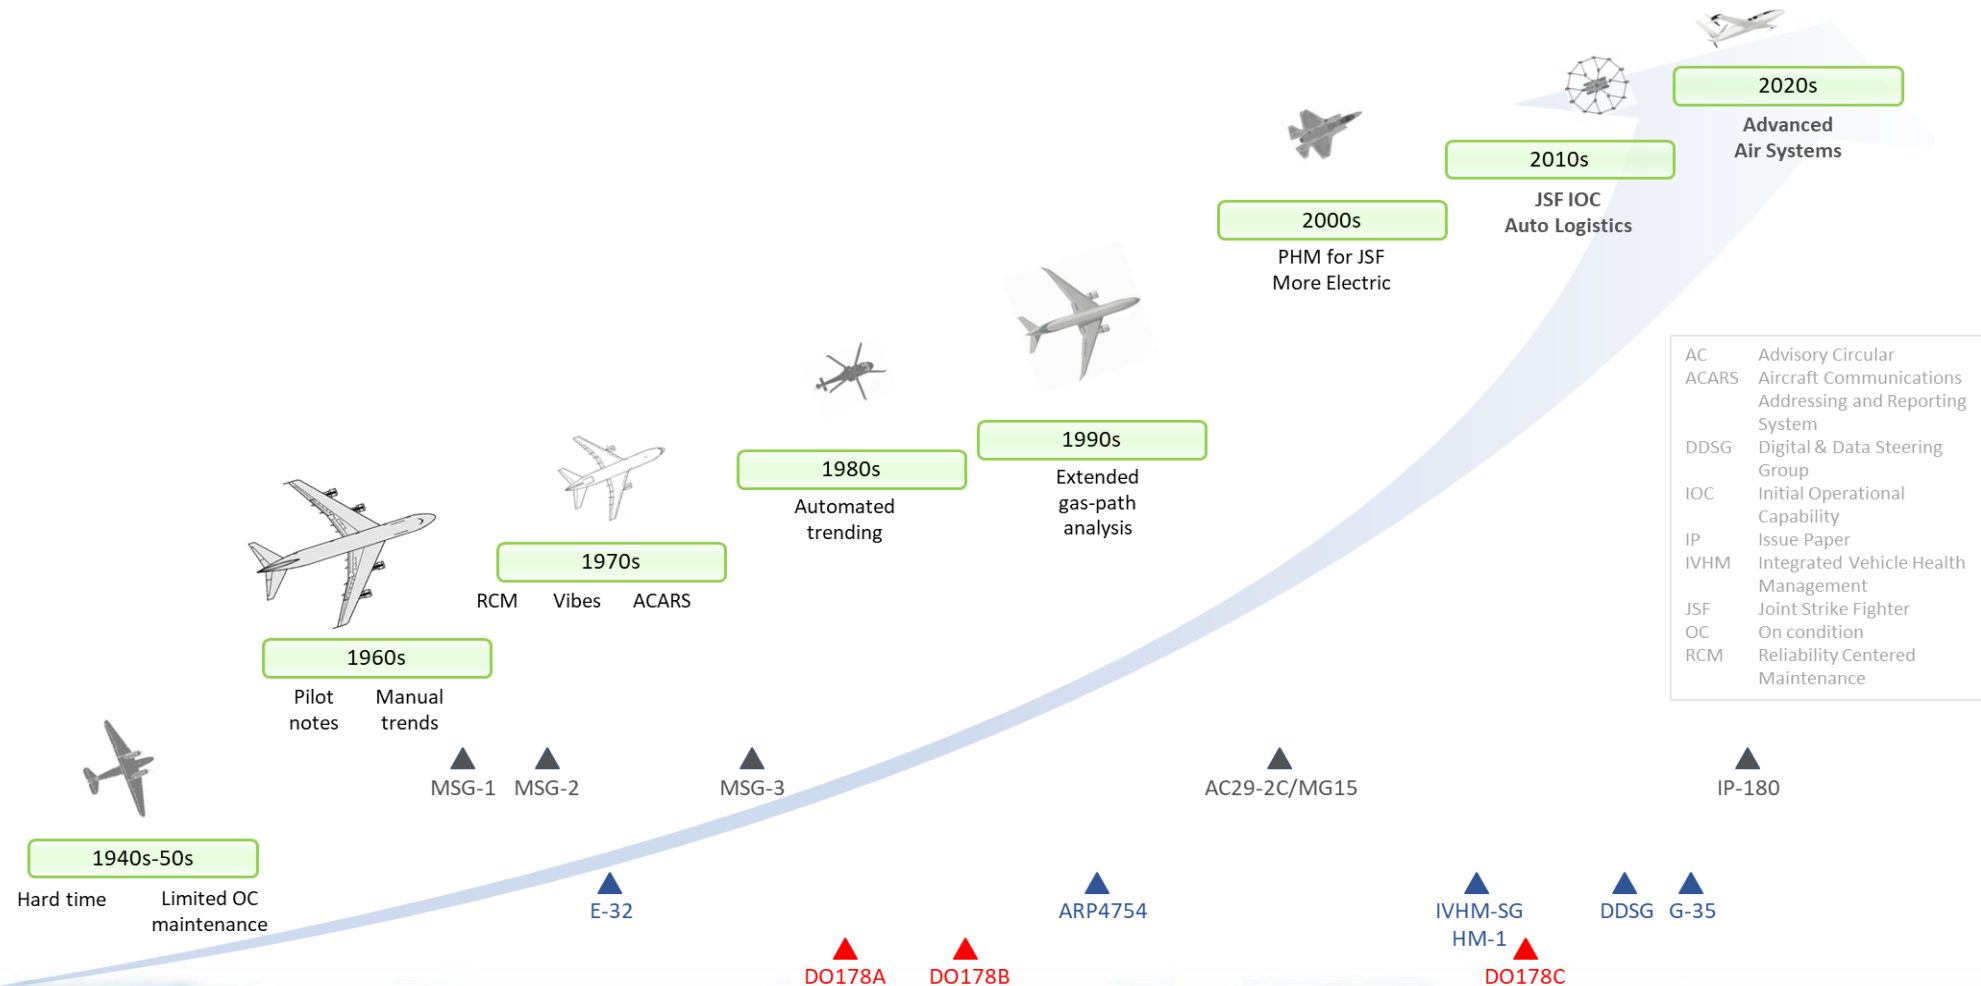 2020s
Advanced
Air Systems
2010s
JSF IOC
Auto Logistics
2000s
PHM for JSF
More Electric
1990s
Extended
gas-path
analysis
1980s
Automated
trending
1970s
RCM Vibes ACARS
1960s
Pilot Manual
notes trends
1940s-50s
Hard time Limited OC
maintenance
AC Advisory Circular
ACARS Aircraft Communications
Addressing and Reporting
System
DDSG Digital & Data Steering
Group
IOC Initial Operational
Capability
IP Issue Paper
IVHM Integrated Vehicle Health
Management
JSF Joint Strike Fighter
OC On condition
RCM Reliability Centered
Maintenance
MSG-1 MSG-2 MSG-3 AC29-2C/MG15 IP-180
E-32 ARP4754 IVHM-SG DDSG G-35
HM-1
DO178A DO178B DO178C